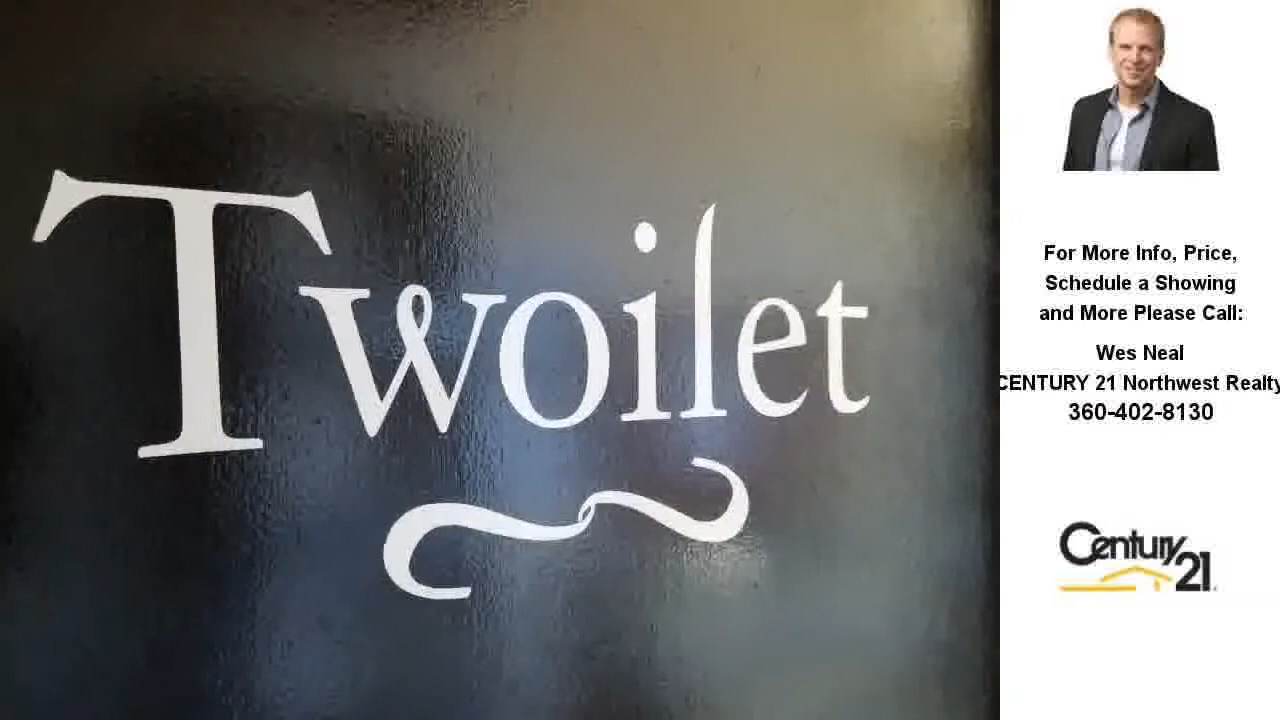 Twoilet
For More Info, Price,
Schedule a Showing
and More Please Call:
Wes Neal
CENTURY 21 Northwest Realty
360-402-8130
Century
21